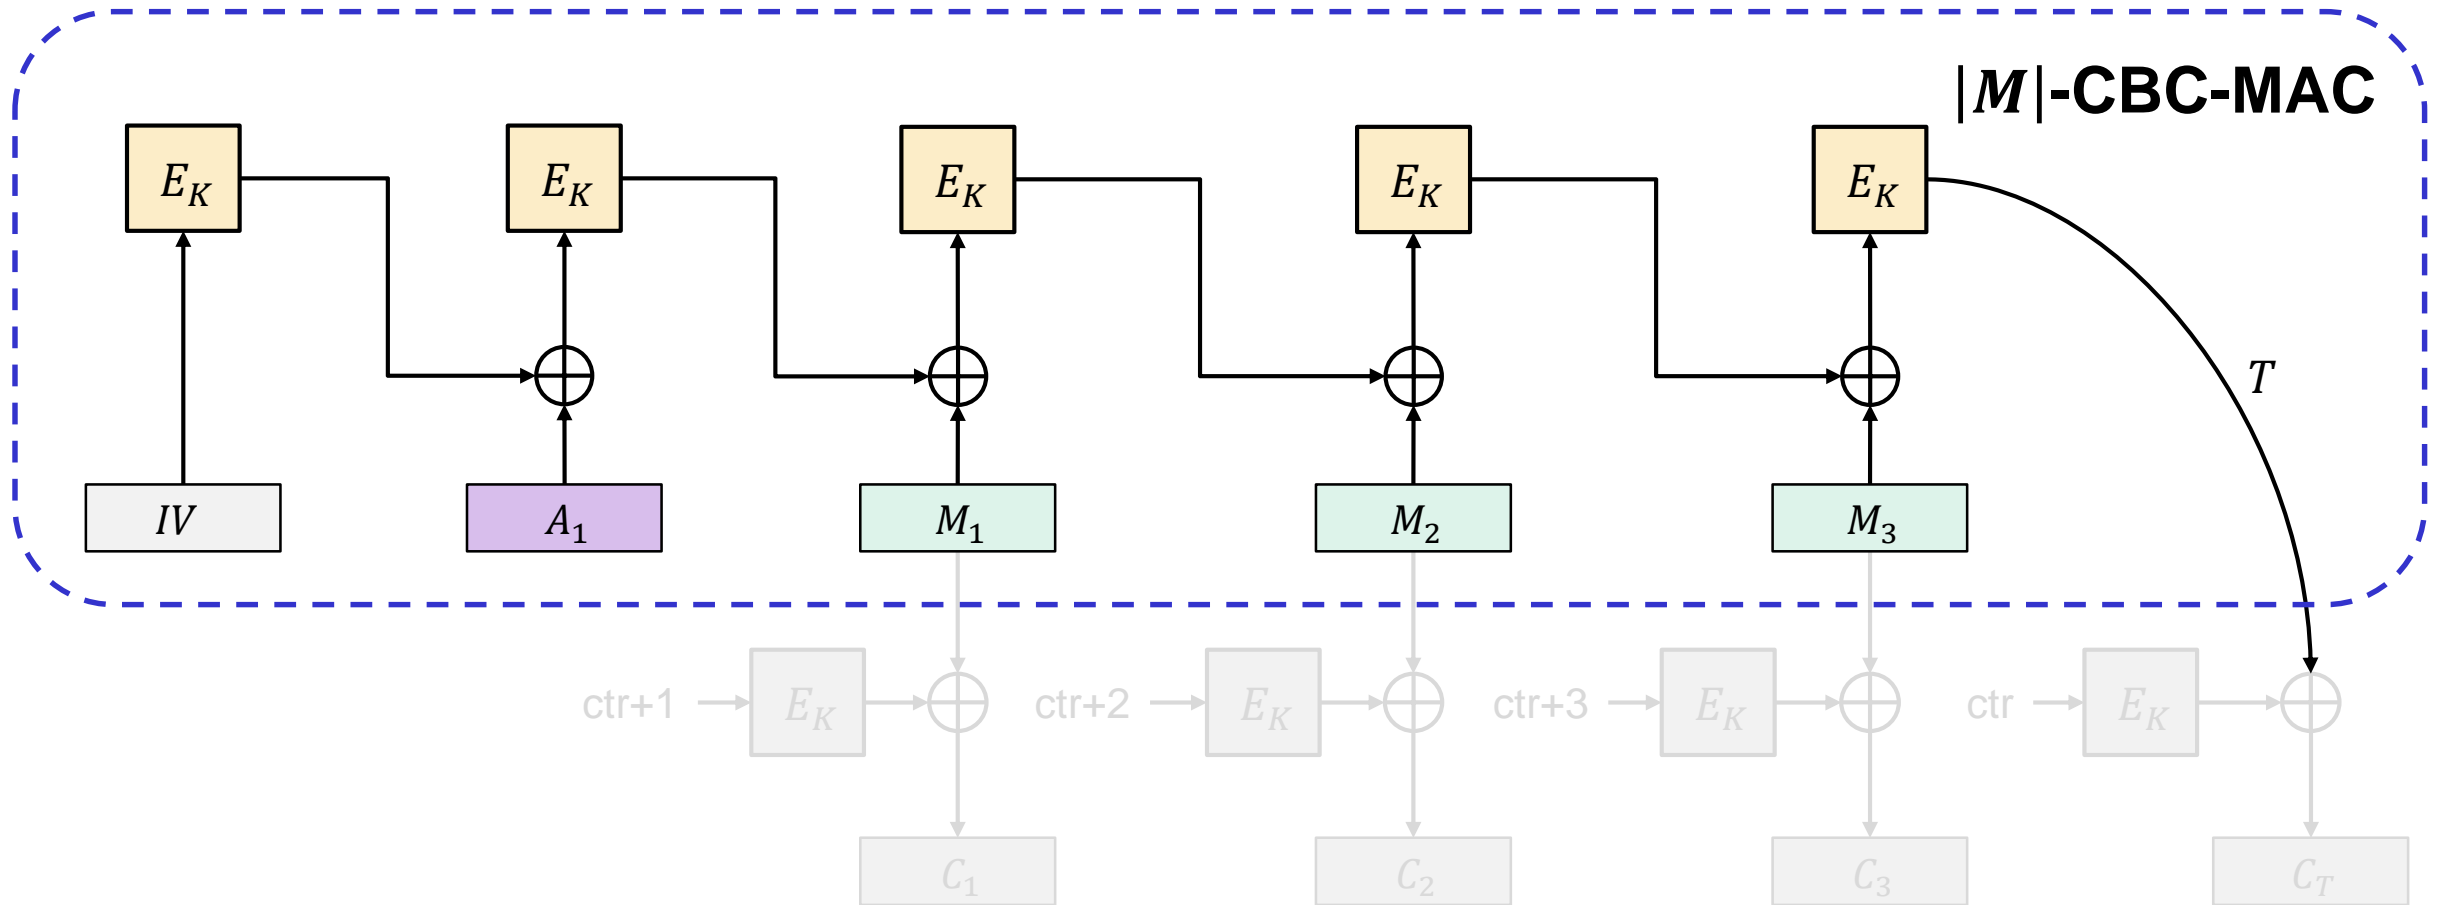 |M|-CBC-MAC
E_K E_K E_K E_K E_K
T
IV A_1 M_1 M_2 M_3
ctr+1 E_K ctr+2 E_K ctr+3 E_K ctr E_K
C_1 C_2 C_3 C_T